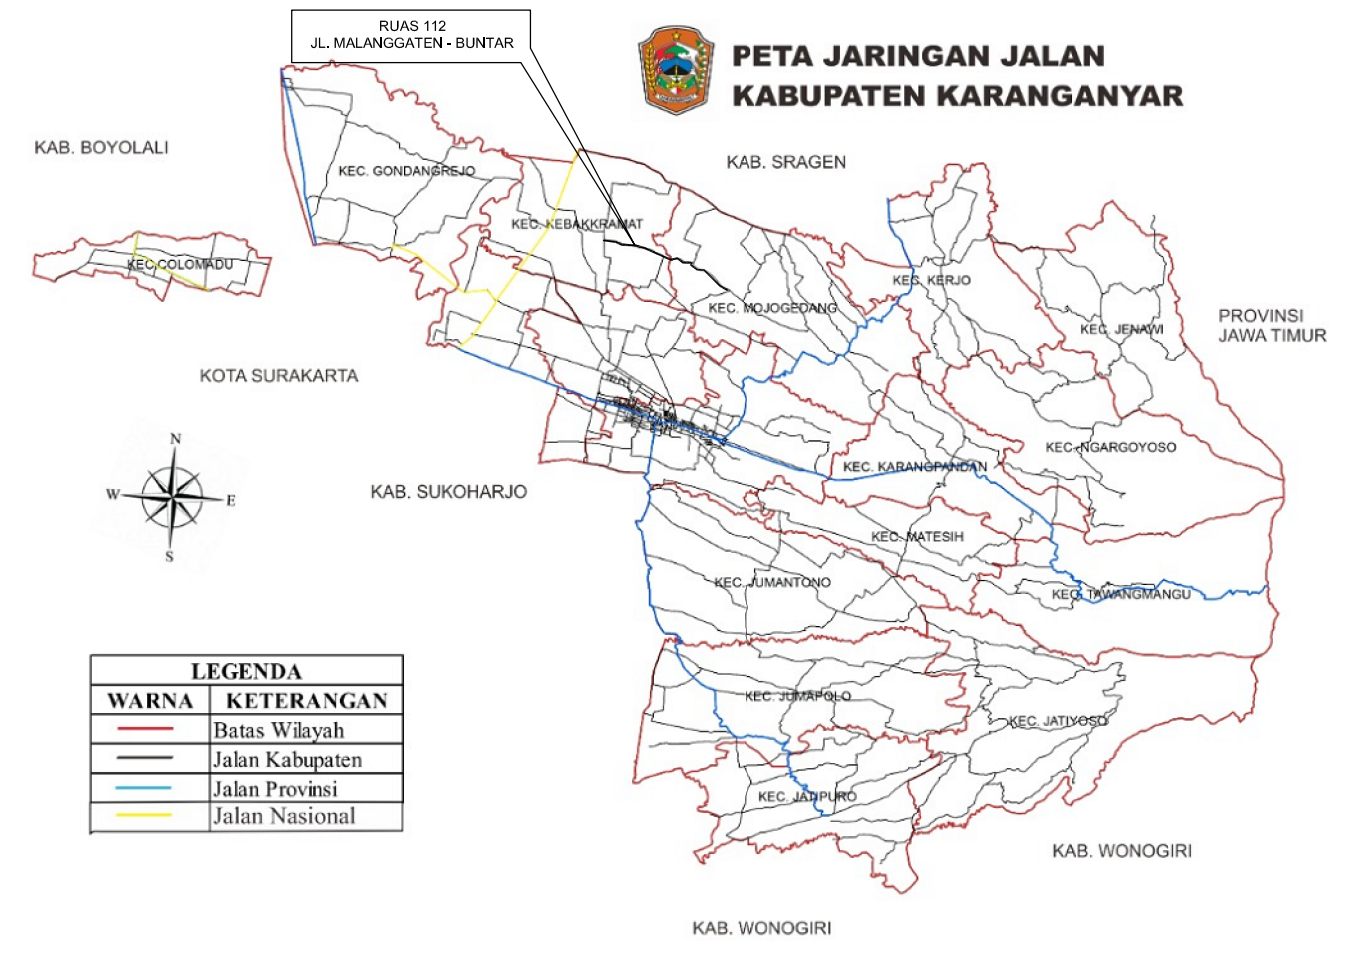 RUAS 112
JL. MALANGGATEN - BUNTAR
PETA JARINGAN JALAN
KABUPATEN KARANGANYAR
KAB. BOYOLALI
KAB. SRAGEN
KEC. GONDANGREJO
KEC. KEBAKKRAMAT
KEC.COLOMADU
KEC. KERJO
KEC. MOJOGEDANG
PROVINSI
JAWA TIMUR
KEC. JENAWI
KOTA SURAKARTA
N
W
E
S
KEC. NGARGOYOSO
KEC. KARANGPANDAN
KAB. SUKOHARJO
KEC. MATESIH
KEC. JUMANTONO
KEC. TAWANGMANGU
LEGENDA
WARNA
KETERANGAN
Batas Wilayah
Jalan Kabupaten
Jalan Provinsi
Jalan Nasional
KEC. JUMAPOLO
KEC. JATIYOSO
KEC. JATIPURO
KAB. WONOGIRI
KAB. WONOGIRI